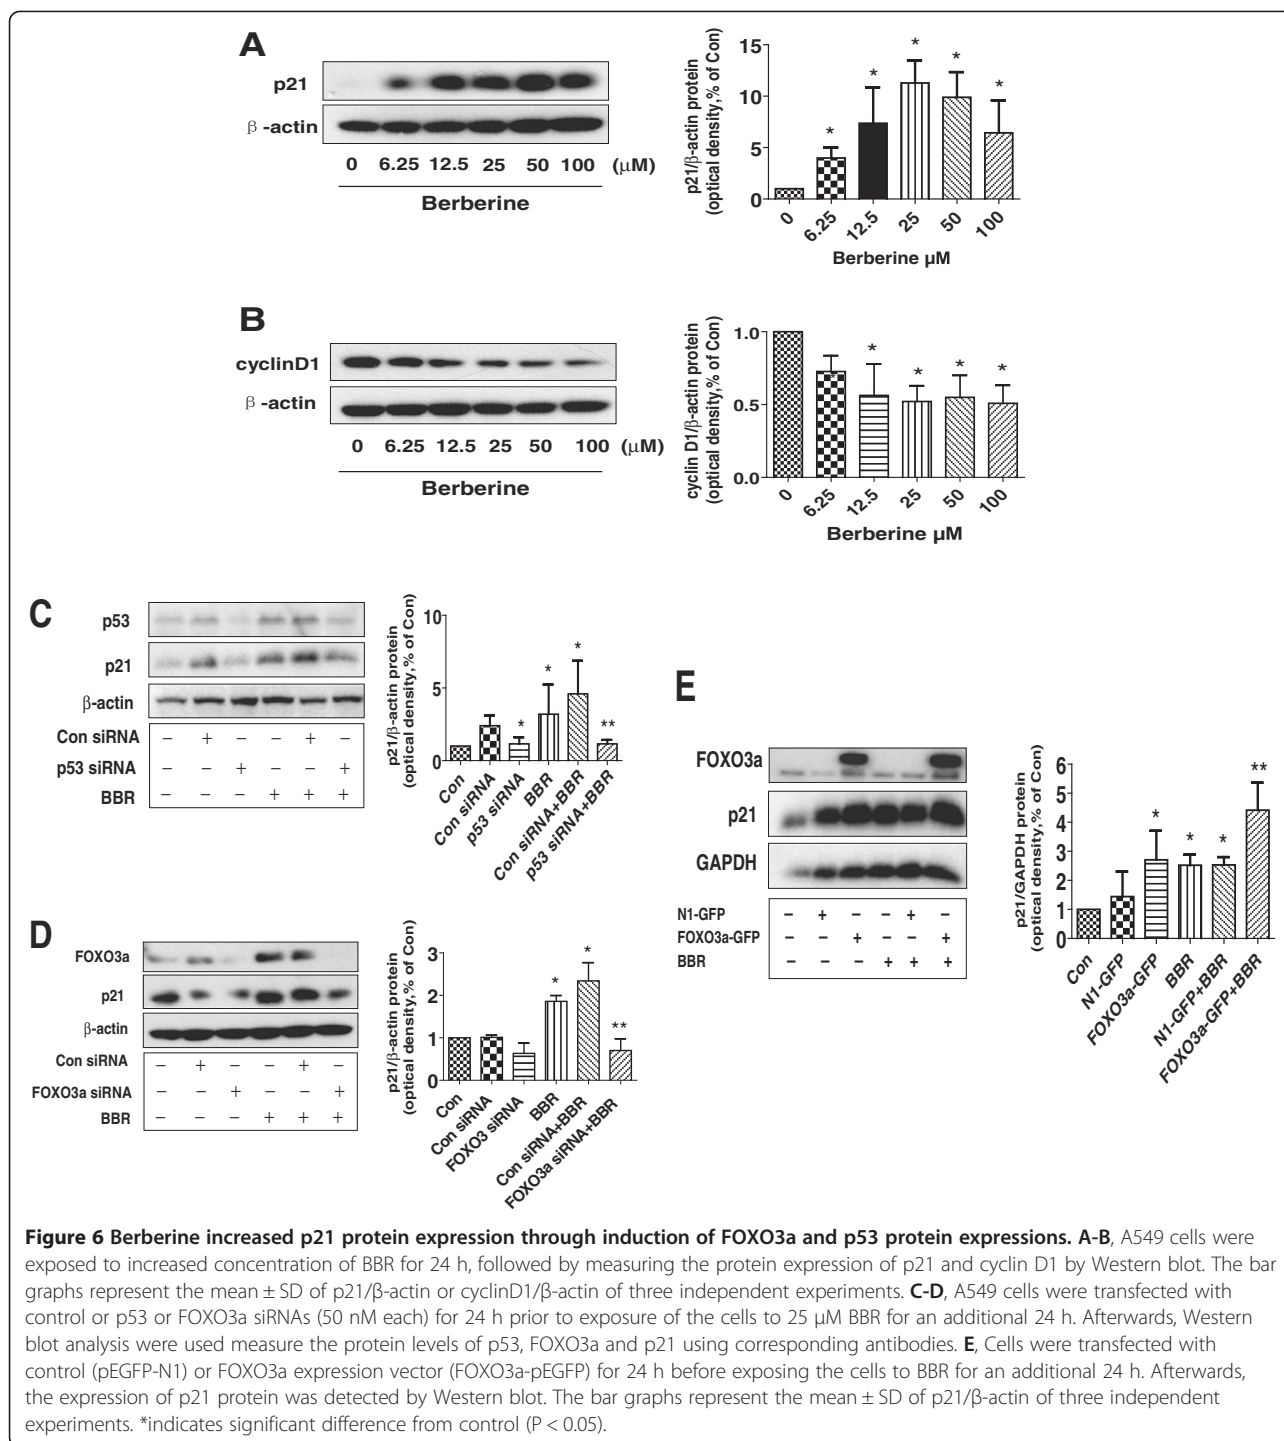 A
p21
β -actin
0 6.25 12.5 25 50 100 (μM)
Berberine
p21/β-actin protein
(optical density,% of Con)
15
10
5
0
* * * * *
0 6.25 12.5 25 50 100
Berberine μM
B
cyclinD1
β -actin
0 6.25 12.5 25 50 100 (μM)
Berberine
cyclin D1/β-actin protein
(optical density,% of Con)
1.0
0.5
0.0
* * * * *
0 6.25 12.5 25 50 100
Berberine μM
C
p53
p21
β-actin
Con siRNA − + − − + −
p53 siRNA − − + − − +
BBR − − − + + +
p21/β-actin protein
(optical density,% of Con)
10
5
0
* * * **
Con Con siRNA p53 siRNA BBR Con siRNA+BBR p53 siRNA+BBR
D
FOXO3a
p21
β-actin
Con siRNA − + − − + −
FOXO3a siRNA − − + − − +
BBR − − − + + +
p21/β-actin protein
(optical density,% of Con)
3
2
1
0
* * **
Con Con siRNA FOXO3 siRNA BBR Con siRNA+BBR FOXO3a siRNA+BBR
E
FOXO3a
p21
GAPDH
N1-GFP − + − − + −
FOXO3a-GFP − − + − − +
BBR − − − + + +
p21/GAPDH protein
(optical density,% of Con)
6
5
4
3
2
1
0
* * * **
Con N1-GFP FOXO3a-GFP BBR N1-GFP+BBR FOXO3a-GFP+BBR
Figure 6 Berberine increased p21 protein expression through induction of FOXO3a and p53 protein expressions. A-B, A549 cells were
exposed to increased concentration of BBR for 24 h, followed by measuring the protein expression of p21 and cyclin D1 by Western blot. The bar
graphs represent the mean ± SD of p21/β-actin or cyclinD1/β-actin of three independent experiments. C-D, A549 cells were transfected with
control or p53 or FOXO3a siRNAs (50 nM each) for 24 h prior to exposure of the cells to 25 μM BBR for an additional 24 h. Afterwards, Western
blot analysis were used measure the protein levels of p53, FOXO3a and p21 using corresponding antibodies. E, Cells were transfected with
control (pEGFP-N1) or FOXO3a expression vector (FOXO3a-pEGFP) for 24 h before exposing the cells to BBR for an additional 24 h. Afterwards,
the expression of p21 protein was detected by Western blot. The bar graphs represent the mean ± SD of p21/β-actin of three independent
experiments. *indicates significant difference from control (P < 0.05).